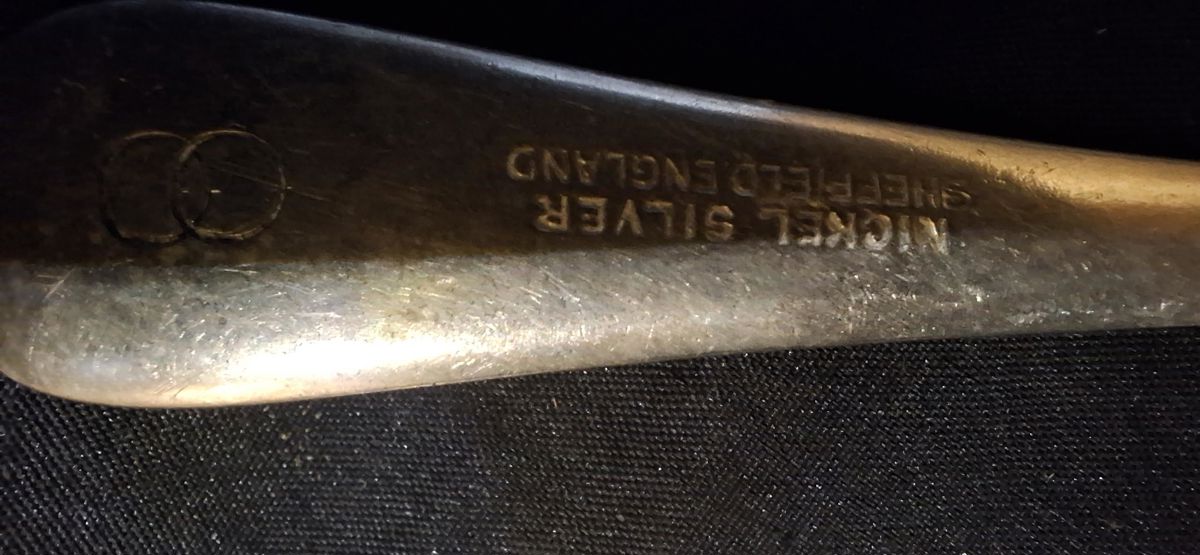 NICKEL SILVER
SHEFFIELD ENGLAND